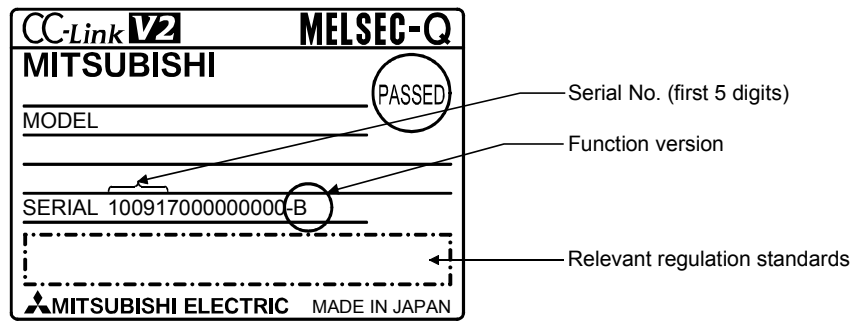 CC-Link V2 MELSEC-Q
MITSUBISHI
PASSED
MODEL
SERIAL 100917000000000-B
MITSUBISHI ELECTRIC MADE IN JAPAN
Serial No. (first 5 digits)
Function version
Relevant regulation standards